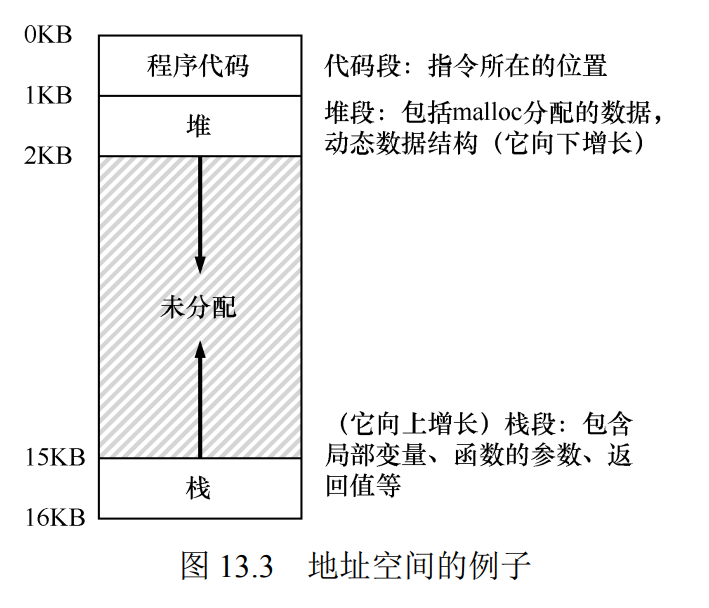 0KB
程序代码
代码段：指令所在的位置
1KB
堆
堆段：包括malloc分配的数据，
动态数据结构（它向下增长）
2KB
未分配
（它向上增长）栈段：包含
局部变量、函数的参数、返
回值等
15KB
栈
16KB
图 13.3 地址空间的例子